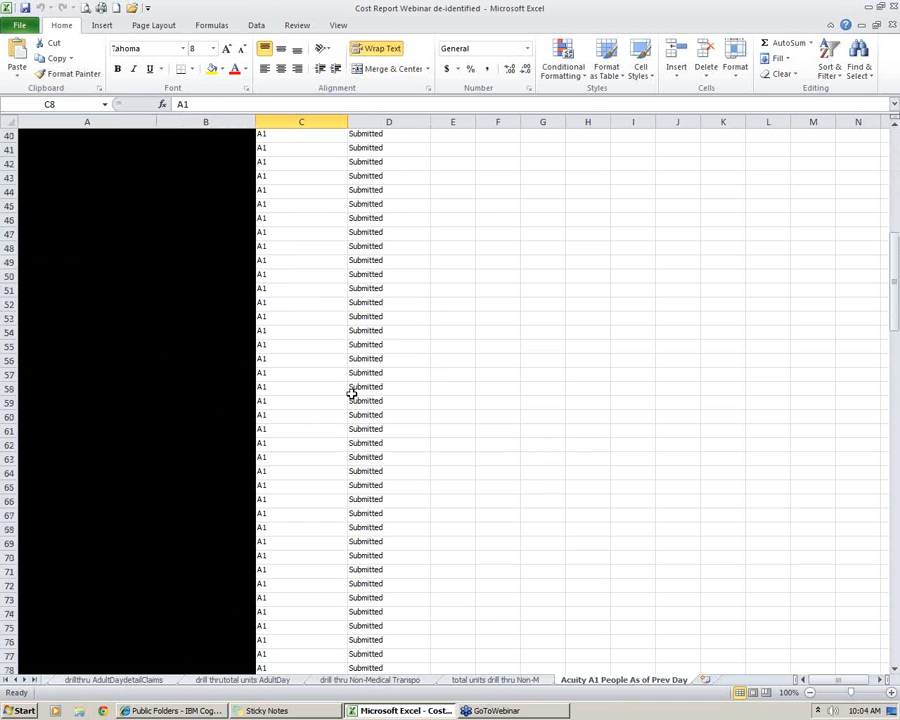 Cost Report Webinar de-identified - Microsoft Excel
File Home Insert Page Layout Formulas Data Review View
Paste Cut Copy Format Painter Clipboard
Tahoma 8 Font
Wrap Text Merge & Center Alignment
General Number
Conditional Formatting Format as Table Cell Styles Styles
Insert Delete Format Cells
AutoSum Fill Clear Sort & Filter Find & Select Editing
C8 fx A1
A B C D E F G H I J K L M N
40 A1 Submitted
41 A1 Submitted
42 A1 Submitted
43 A1 Submitted
44 A1 Submitted
45 A1 Submitted
46 A1 Submitted
47 A1 Submitted
48 A1 Submitted
49 A1 Submitted
50 A1 Submitted
51 A1 Submitted
52 A1 Submitted
53 A1 Submitted
54 A1 Submitted
55 A1 Submitted
56 A1 Submitted
57 A1 Submitted
58 A1 Submitted
59 A1 Submitted
60 A1 Submitted
61 A1 Submitted
62 A1 Submitted
63 A1 Submitted
64 A1 Submitted
65 A1 Submitted
66 A1 Submitted
67 A1 Submitted
68 A1 Submitted
69 A1 Submitted
70 A1 Submitted
71 A1 Submitted
72 A1 Submitted
73 A1 Submitted
74 A1 Submitted
75 A1 Submitted
76 A1 Submitted
77 A1 Submitted
78 A1 Submitted
drillthru AdultDaydetailClaims drill thrutotal units AdultDay drill thru Non-Medical Transpo total units drill thru Non-M Acuity A1 People As of Prev Day
Ready 100%
Start Public Folders - IBM Cog... Sticky Notes Microsoft Excel - Cost... GoToWebinar 10:04 AM